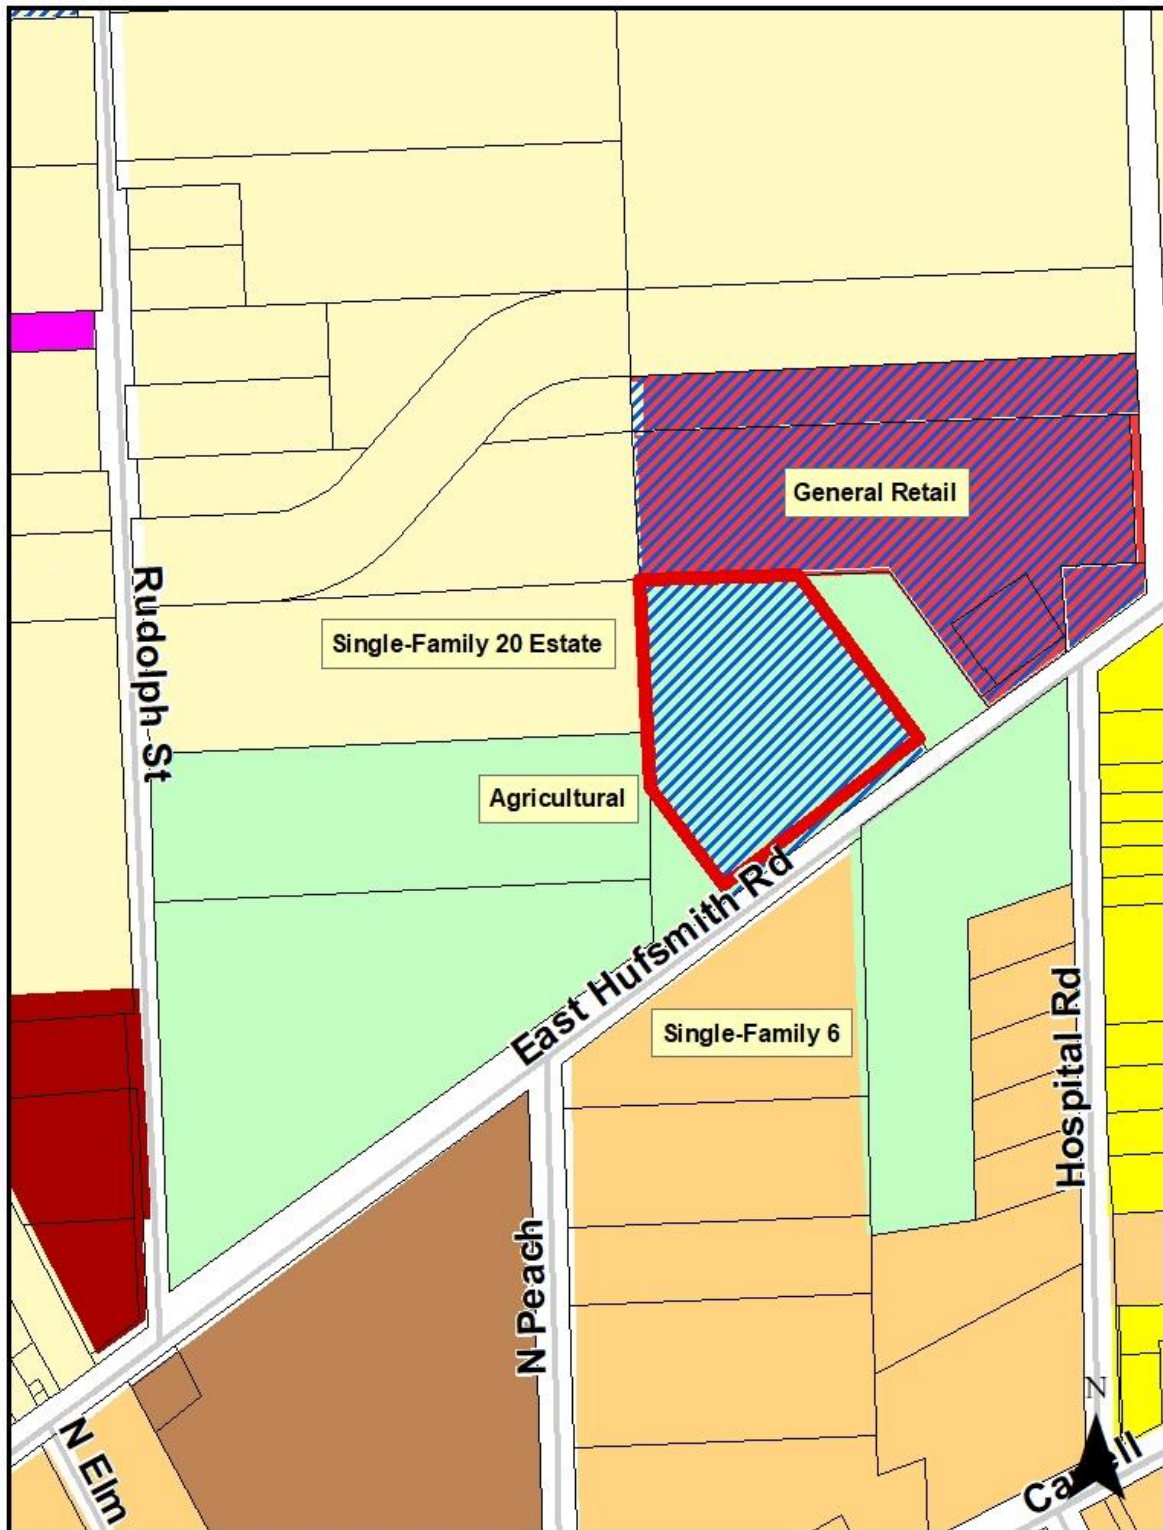 General Retail
Rudolph St
Single-Family 20 Estate
Agricultural
East Hufsmith Rd
Single-Family 6
Hospital Rd
N Peach
N
N Elm